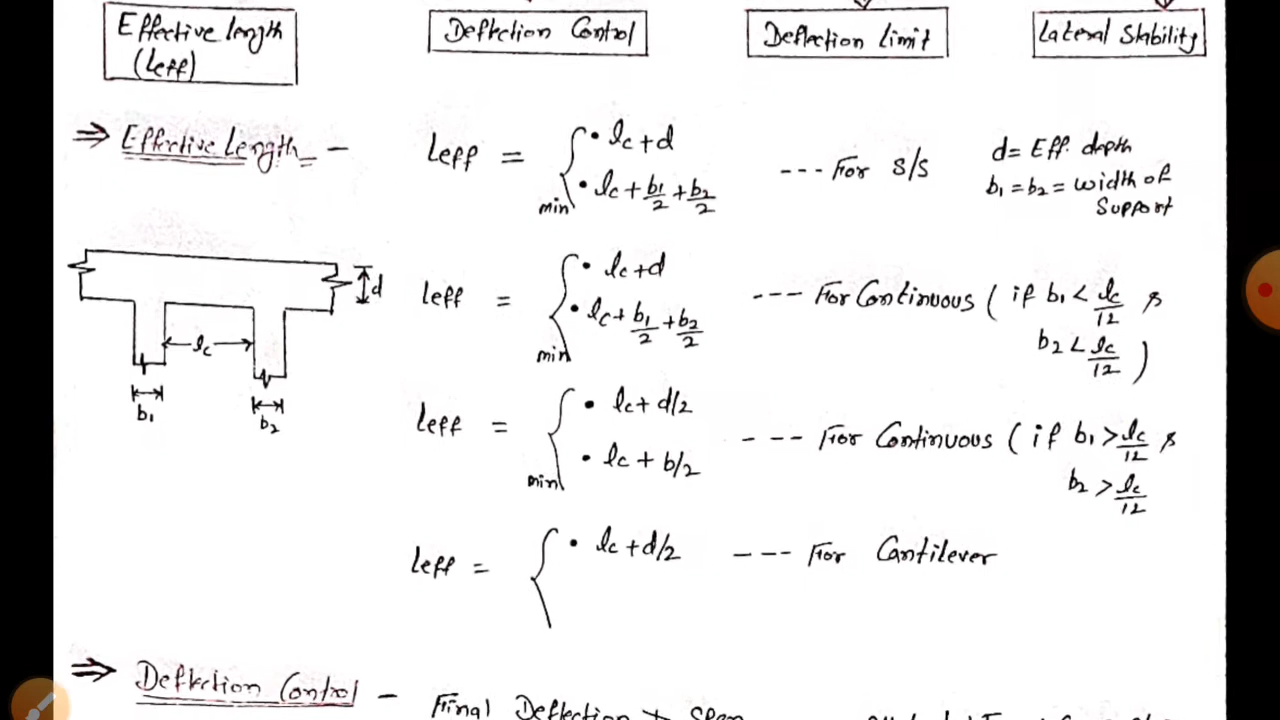 Effective length
(leff)
Deflection Control
Deflection Limit
Lateral Stability
⇒ Effective Length –
leff =
• lc + d
• lc + b1/2 + b2/2
min
--- For S/S
d = Eff. depth
b1 = b2 = width of
Support
d
lc
b1
b2
leff =
• lc + d
• lc + b1/2 + b2/2
min
--- For Continuous ( if b1 < lc/12 &
b2 < lc/12 )
leff =
• lc + d/2
• lc + b/2
min
--- For Continuous ( if b1 > lc/12 &
b2 > lc/12
leff =
• lc + d/2
--- For Cantilever
⇒ Deflection Control –
Final Deflection
span